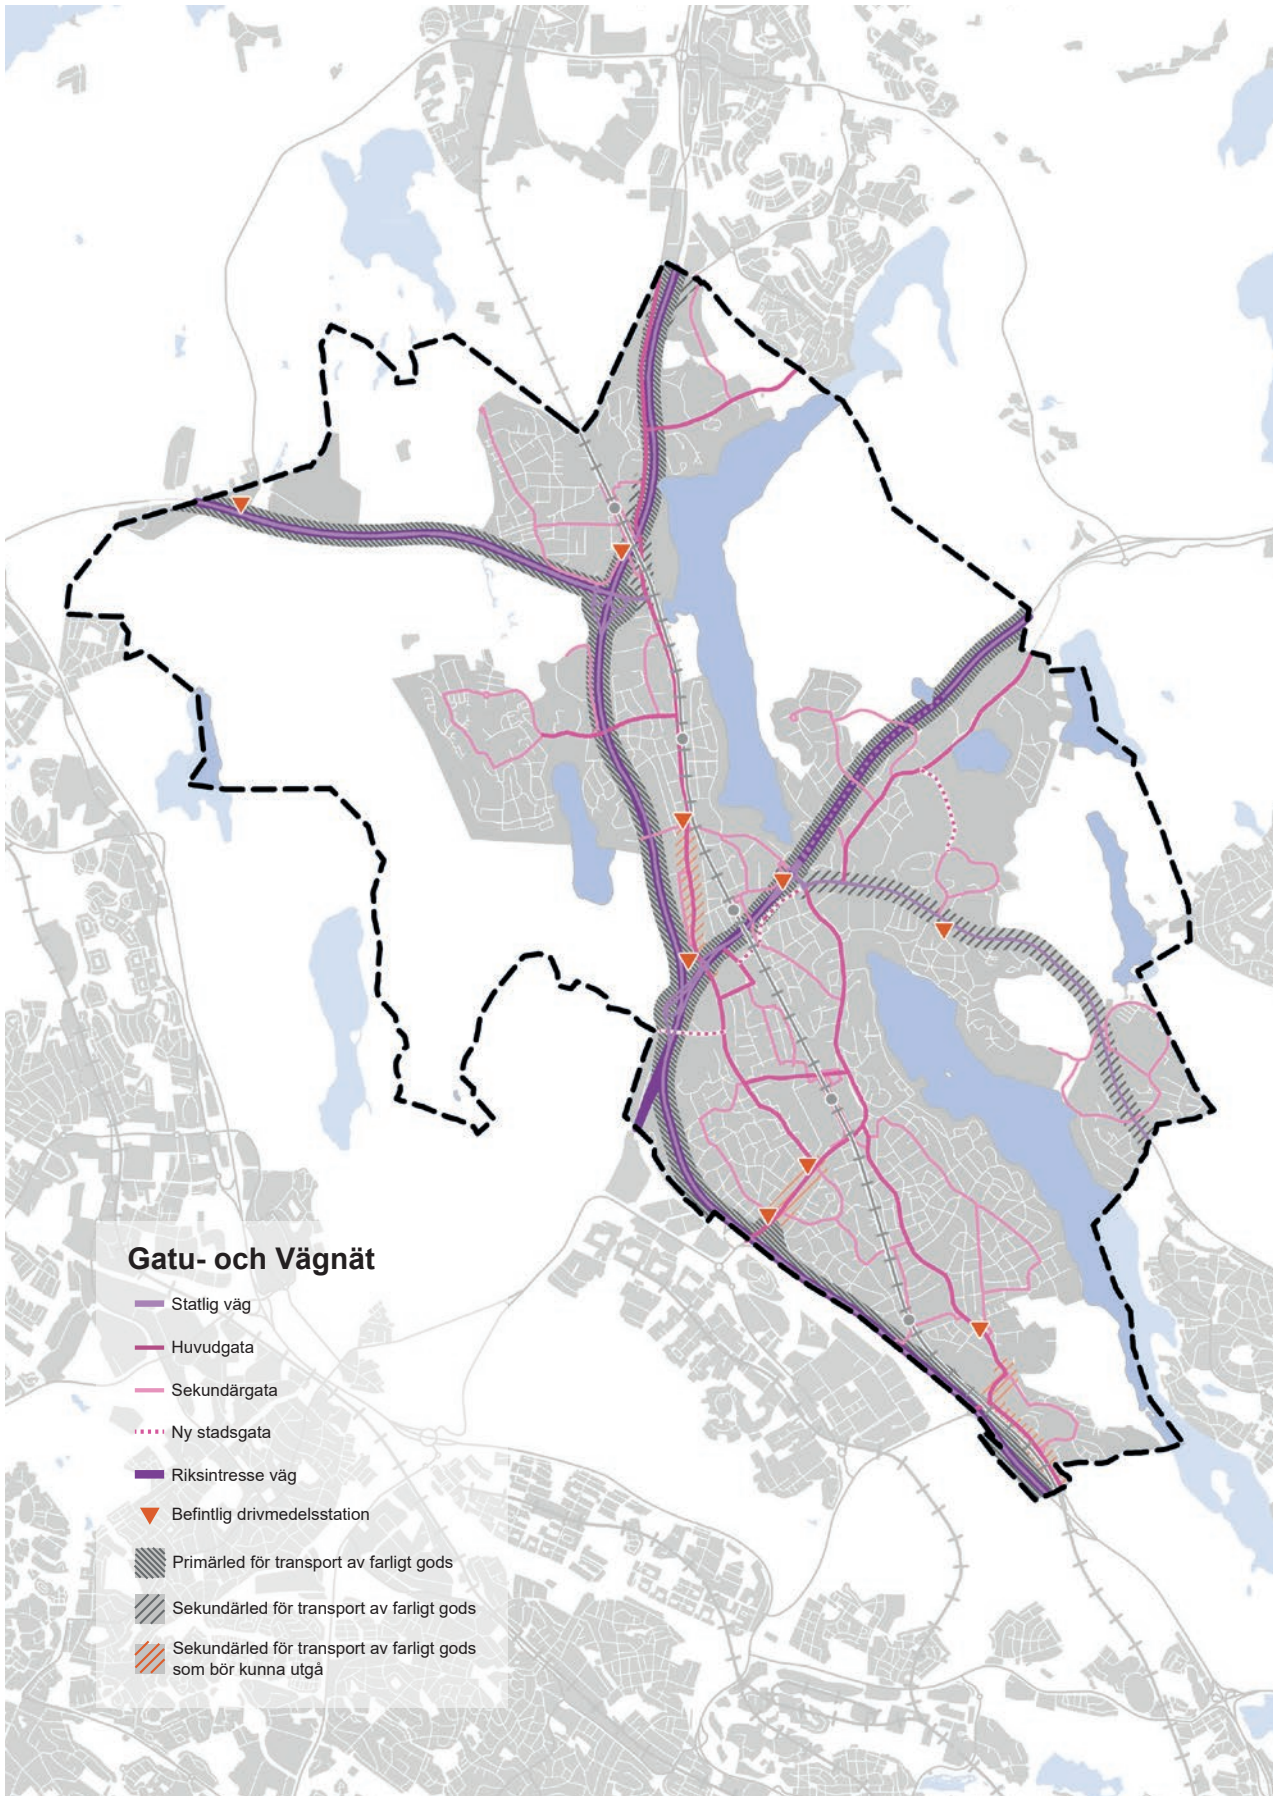 Gatu- och Vägnät
Statlig väg
Huvudgata
Sekundärgata
Ny stadsgata
Riksintresse väg
Befintlig drivmedelsstation
Primärled för transport av farligt gods
Sekundärled för transport av farligt gods
Sekundärled för transport av farligt gods
som bör kunna utgå